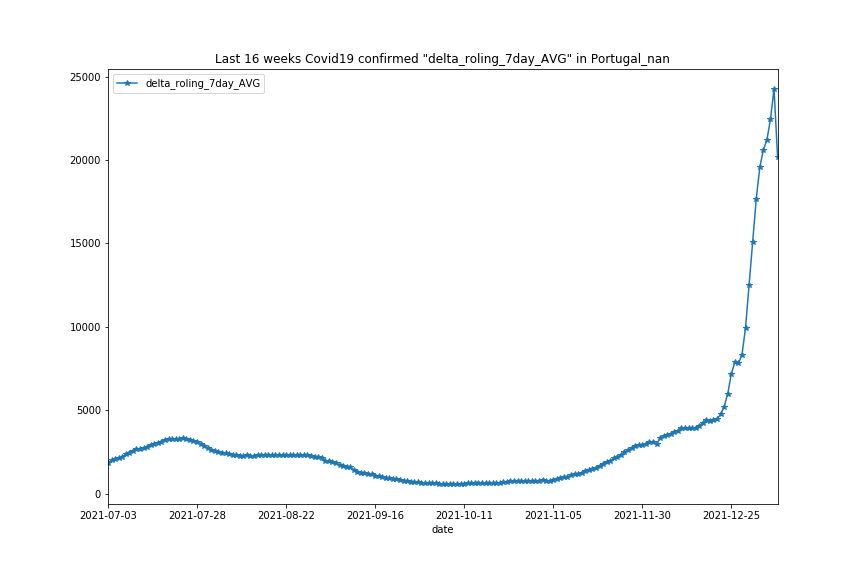 Last 16 weeks Covid19 confirmed "delta_roling_7day_AVG" in Portugal_nan
delta_roling_7day_AVG
25000
20000
15000
10000
5000
0
2021-07-03 2021-07-28 2021-08-22 2021-09-16 2021-10-11 2021-11-05 2021-11-30 2021-12-25
date